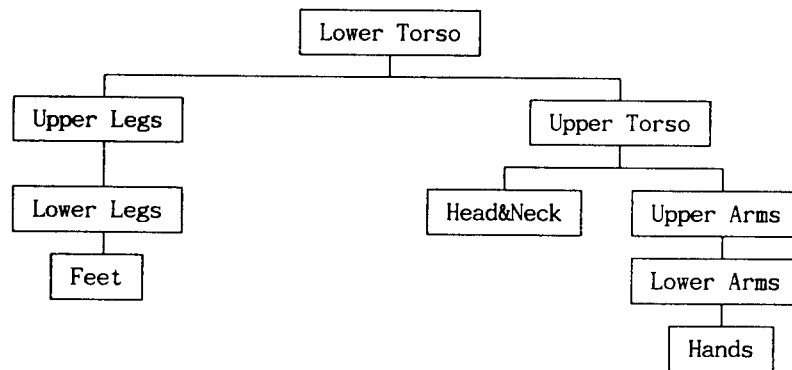 Lower Torso
Upper Legs
Upper Torso
Lower Legs
Head&Neck
Upper Arms
Feet
Lower Arms
Hands